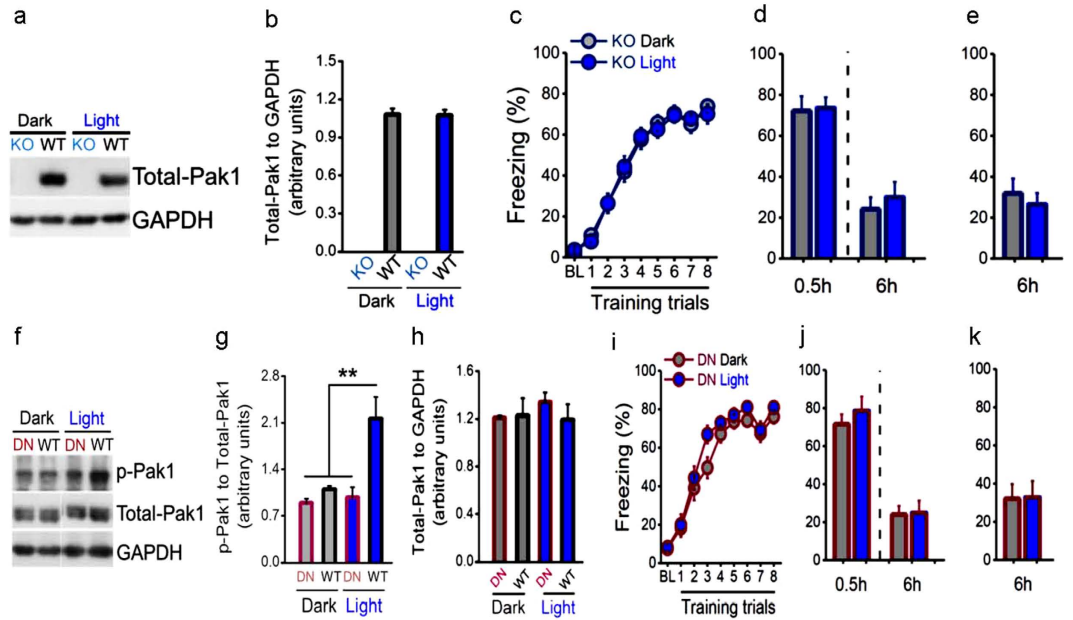 a
Dark Light
KO WT KO WT
Total-Pak1
GAPDH
b
Total-Pak1 to GAPDH
(arbitrary units)
1.5
1.2
0.9
0.6
0.3
0.0
KO WT KO WT
Dark Light
c
KO Dark
KO Light
Freezing (%)
100
80
60
40
20
0
BL 1 2 3 4 5 6 7 8
Training trials
d
100
80
60
40
20
0
0.5h 6h
e
100
80
60
40
20
0
6h
f
Dark Light
DN WT DN WT
p-Pak1
Total-Pak1
GAPDH
g
p-Pak1 to Total-Pak1
(arbitrary units)
2.8
2.1
1.4
0.7
0.0
**
DN WT DN WT
Dark Light
h
Total-Pak1 to GAPDH
(arbitrary units)
1.6
1.2
0.8
0.4
0.0
DN WT DN WT
Dark Light
i
DN Dark
DN Light
Freezing (%)
100
80
60
40
20
0
BL 1 2 3 4 5 6 7 8
Training trials
j
100
80
60
40
20
0
0.5h 6h
k
100
80
60
40
20
0
6h